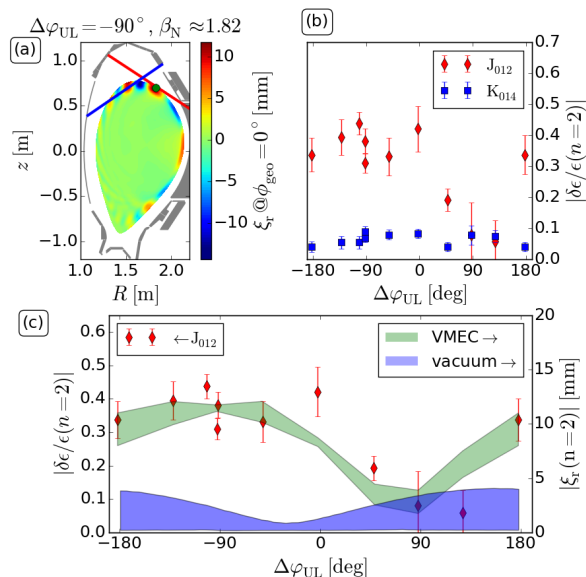 Δφ_UL=−90°, β_N ≈1.82
(a)
1.0
0.5
0.0
−0.5
−1.0
z [m]
1.0 1.5 2.0
R [m]
10
5
0
−5
−10
ξ_r @ϕ_geo=0° [mm]
(b)
J_012
K_014
0.7
0.6
0.5
0.4
0.3
0.2
0.1
0.0
|δϵ/ϵ(n=2)|
-180 -90 0 90 180
Δφ_UL [deg]
(c)
←J_012
VMEC→
vacuum→
0.6
0.5
0.4
0.3
0.2
0.1
0.0
|δϵ/ϵ(n=2)|
20
15
10
5
0
|ξ_r(n=2)| [mm]
-180 -90 0 90 180
Δφ_UL [deg]